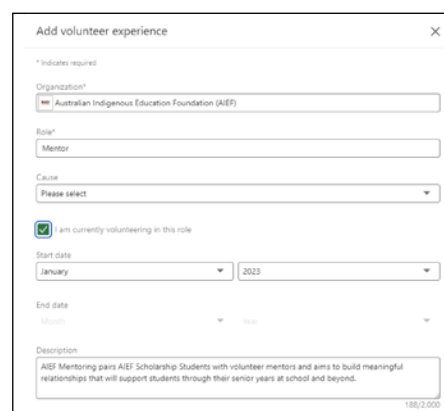 Add volunteer experience
* Indicates required
Organization*
Australian Indigenous Education Foundation (AIEF)
Role*
Mentor
Cause
Please select
I am currently volunteering in this role
Start date
January 2023
End date
Month Year
Description
AIEF Mentoring pairs AIEF Scholarship Students with volunteer mentors and aims to build meaningful
relationships that will support students through their senior years at school and beyond.
188/2,000